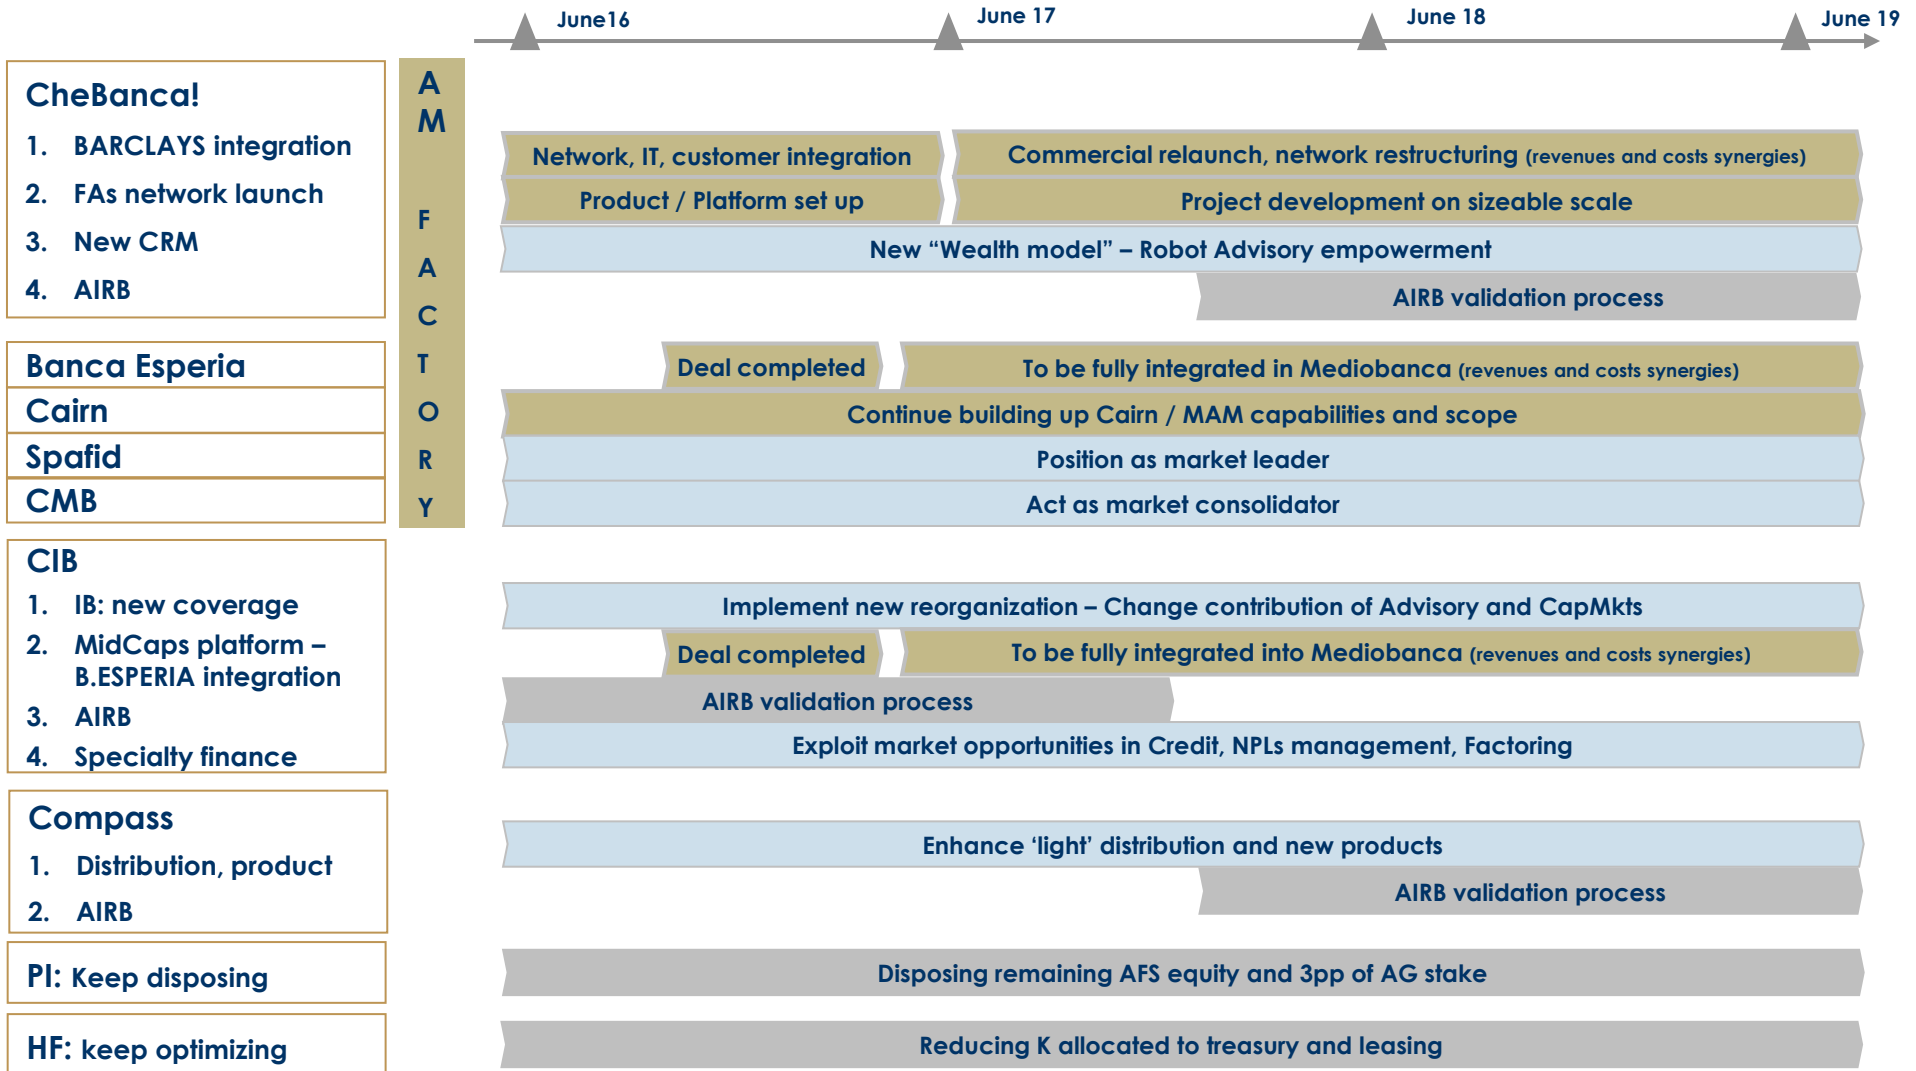 June16
June 17
June 18
June 19
CheBanca!
1. BARCLAYS integration
2. FAs network launch
3. New CRM
4. AIRB
A
M
F
A
C
T
O
R
Y
Network, IT, customer integration
Commercial relaunch, network restructuring (revenues and costs synergies)
Product / Platform set up
Project development on sizeable scale
New “Wealth model” – Robot Advisory empowerment
AIRB validation process
Banca Esperia
Deal completed
To be fully integrated in Mediobanca (revenues and costs synergies)
Cairn
Continue building up Cairn / MAM capabilities and scope
Spafid
Position as market leader
CMB
Act as market consolidator
CIB
1. IB: new coverage
2. MidCaps platform –
B.ESPERIA integration
3. AIRB
4. Specialty finance
Implement new reorganization – Change contribution of Advisory and CapMkts
Deal completed
To be fully integrated into Mediobanca (revenues and costs synergies)
AIRB validation process
Exploit market opportunities in Credit, NPLs management, Factoring
Compass
1. Distribution, product
2. AIRB
Enhance ‘light’ distribution and new products
AIRB validation process
PI: Keep disposing
Disposing remaining AFS equity and 3pp of AG stake
HF: keep optimizing
Reducing K allocated to treasury and leasing